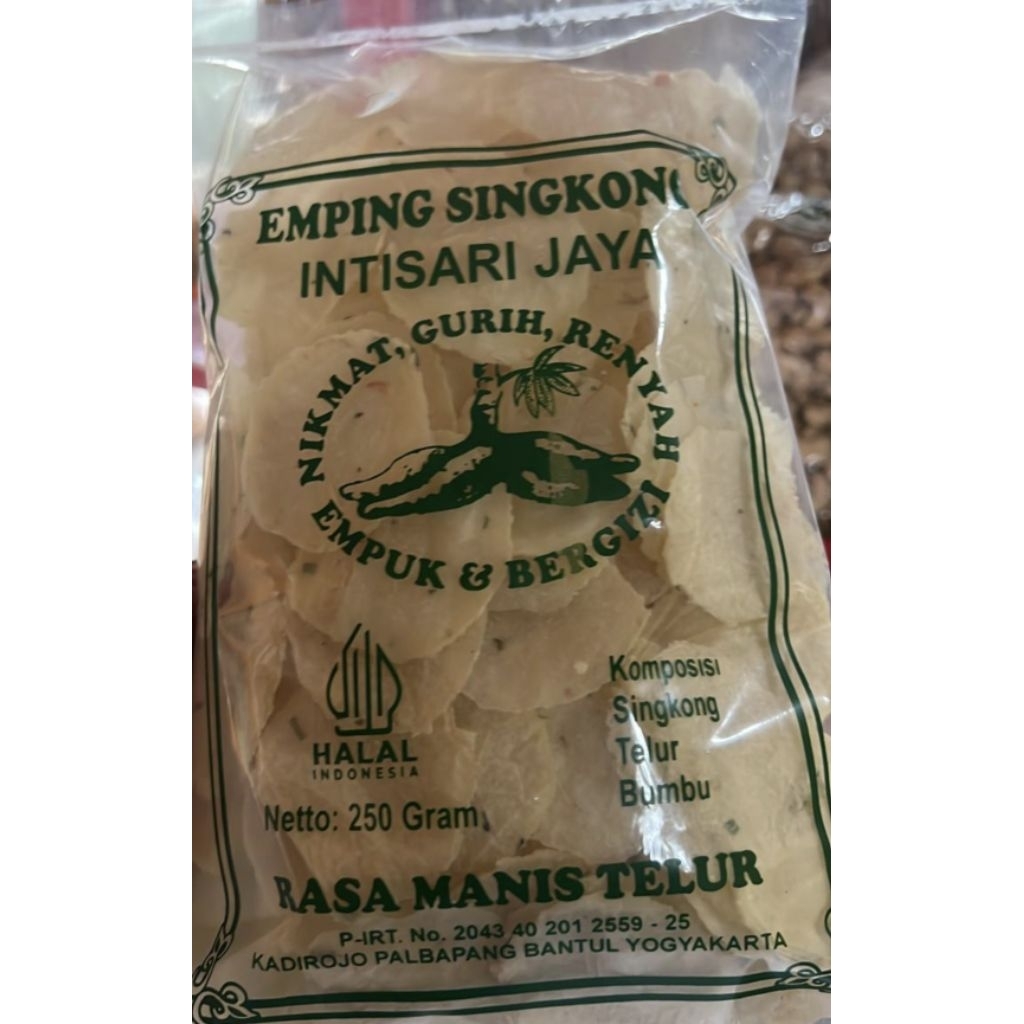 EMPING SINGKONG
INTISARI JAYA
NIKMAT, GURIH, RENYAH
EMPUK & BERGIZI
HALAL
INDONESIA
Netto: 250 Gram
Komposisi
Singkong
Telur
Bumbu
RASA MANIS TELUR
P-IRT. No. 2043 40 201 2559 - 25
KADIROJO PALBAPANG BANTUL YOGYAKARTA